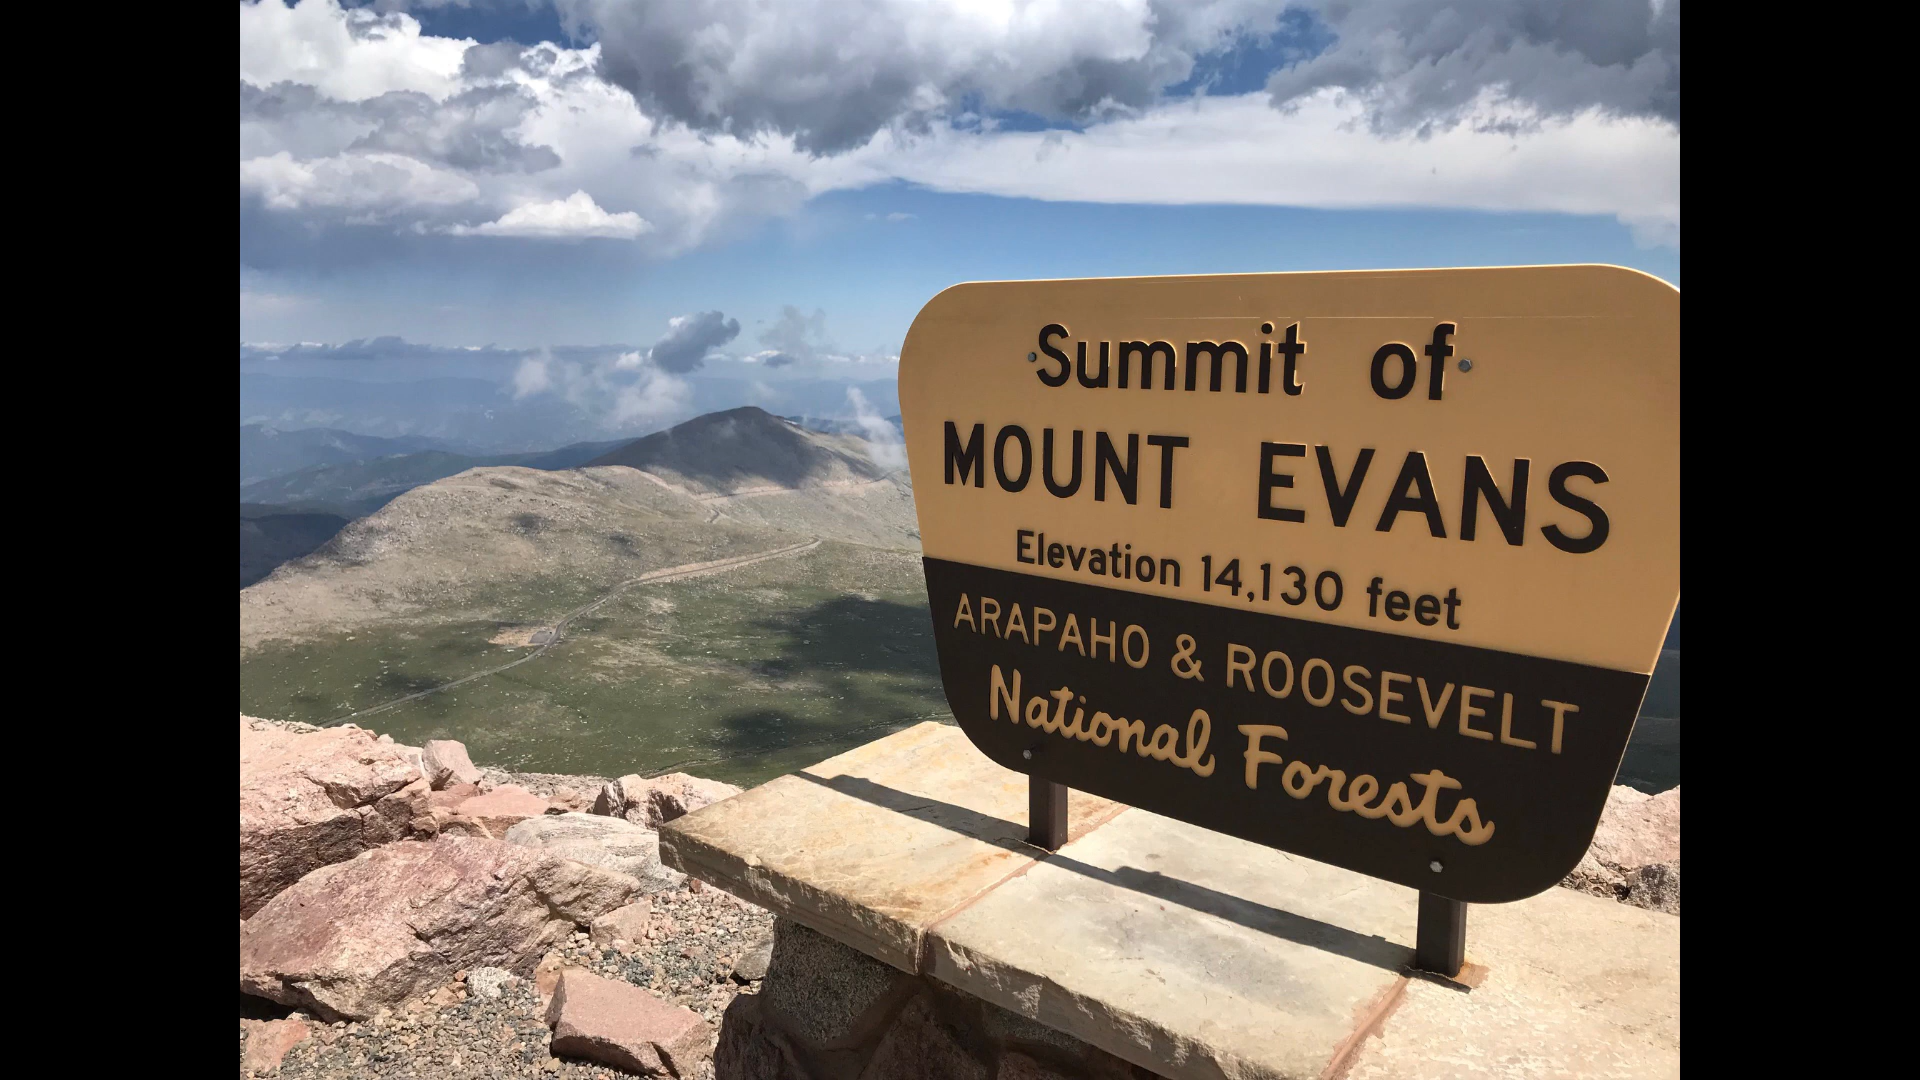 Summit of
MOUNT EVANS
Elevation 14,130 feet
ARAPAHO & ROOSEVELT
National Forests